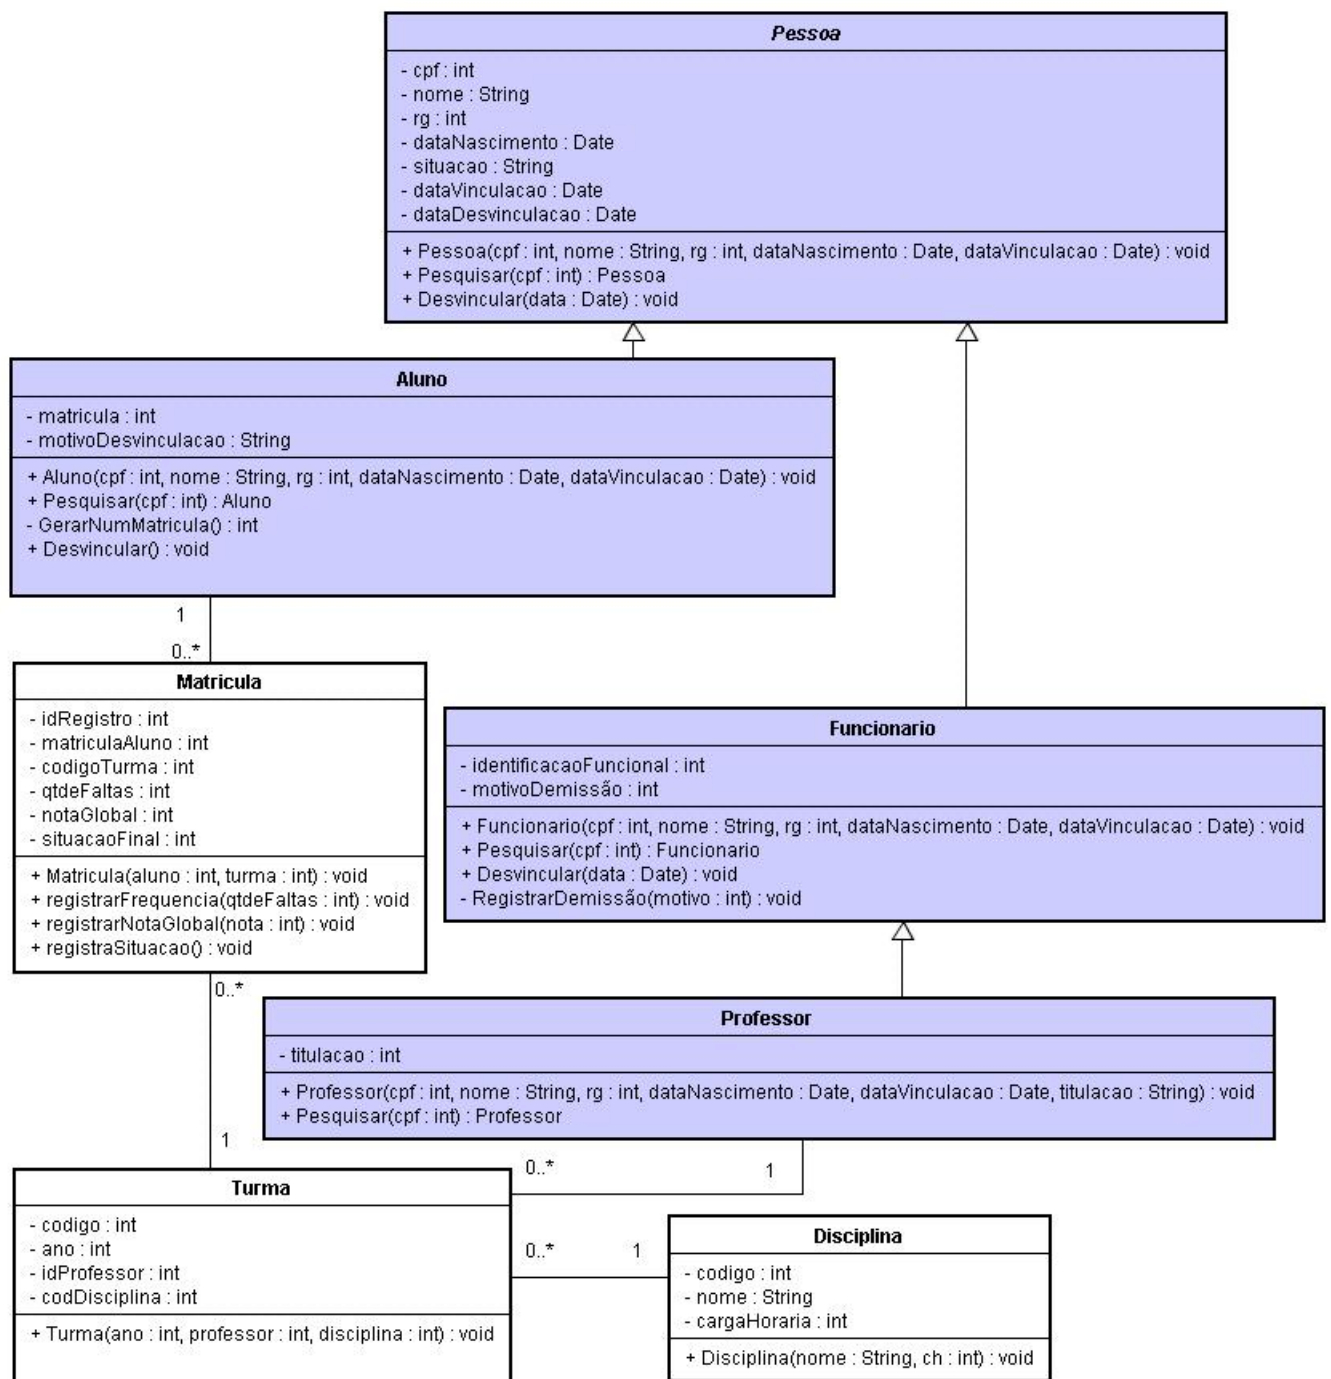 Pessoa
- cpf : int
- nome : String
- rg : int
- dataNascimento : Date
- situacao : String
- dataVinculacao : Date
- dataDesvinculacao : Date
+ Pessoa(cpf : int, nome : String, rg : int, dataNascimento : Date, dataVinculacao : Date) : void
+ Pesquisar(cpf : int) : Pessoa
+ Desvincular(data : Date) : void
Aluno
- matricula : int
- motivoDesvinculacao : String
+ Aluno(cpf : int, nome : String, rg : int, dataNascimento : Date, dataVinculacao : Date) : void
+ Pesquisar(cpf : int) : Aluno
- GerarNumMatricula() : int
+ Desvincular() : void
1
0..*
Matricula
- idRegistro : int
- matriculaAluno : int
- codigoTurma : int
- qtdeFaltas : int
- notaGlobal : int
- situacaoFinal : int
+ Matricula(aluno : int, turma : int) : void
+ registrarFrequencia(qtdeFaltas : int) : void
+ registrarNotaGlobal(nota : int) : void
+ registraSituacao() : void
Funcionario
- identificacaoFuncional : int
- motivoDemissão : int
+ Funcionario(cpf : int, nome : String, rg : int, dataNascimento : Date, dataVinculacao : Date) : void
+ Pesquisar(cpf : int) : Funcionario
+ Desvincular(data : Date) : void
- RegistrarDemissão(motivo : int) : void
0..*
Professor
- titulacao : int
+ Professor(cpf : int, nome : String, rg : int, dataNascimento : Date, dataVinculacao : Date, titulacao : String) : void
+ Pesquisar(cpf : int) : Professor
1
0..*
1
Turma
- codigo : int
- ano : int
- idProfessor : int
- codDisciplina : int
+ Turma(ano : int, professor : int, disciplina : int) : void
0..*
1
Disciplina
- codigo : int
- nome : String
- cargaHoraria : int
+ Disciplina(nome : String, ch : int) : void